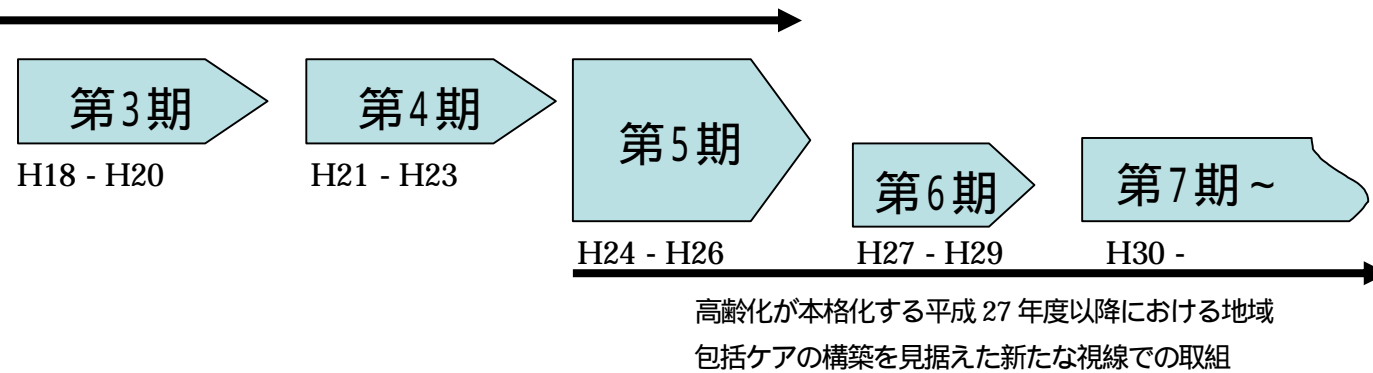 第3期
第4期
第5期
第6期
第7期~
H18 - H20
H21 - H23
H24 - H26
H27 - H29
H30 -
高齢化が本格化する平成 27 年度以降における地域
包括ケアの構築を見据えた新たな視線での取組